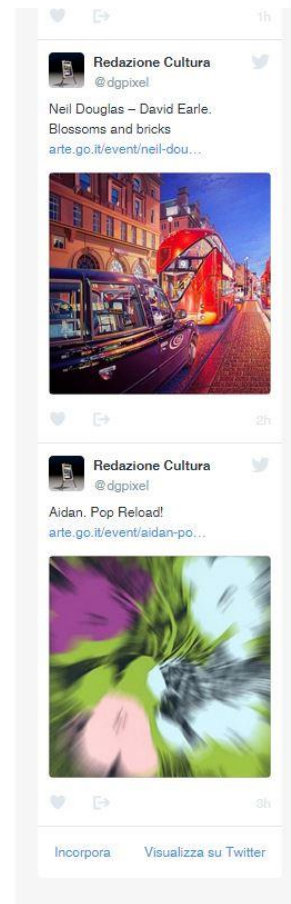 1h
Redazione Cultura
@dgpixel
Neil Douglas – David Earle.
Blossoms and bricks
arte.go.it/event/neil-dou…
2h
Redazione Cultura
@dgpixel
Aidan. Pop Reload!
arte.go.it/event/aidan-po…
3h
Incorpora Visualizza su Twitter